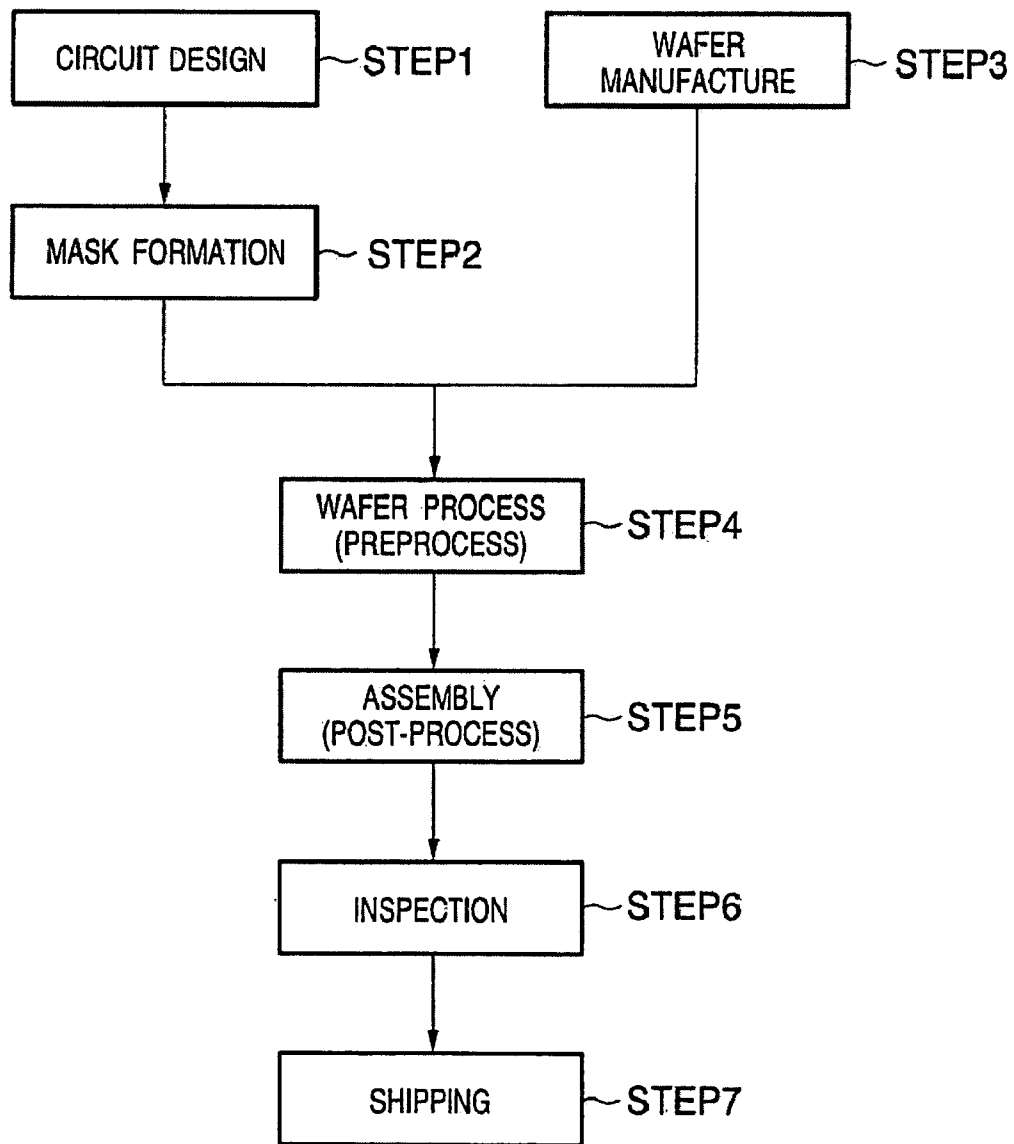 CIRCUIT DESIGN
STEP1
WAFER
MANUFACTURE
STEP3
MASK FORMATION
STEP2
WAFER PROCESS
(PREPROCESS)
STEP4
ASSEMBLY
(POST-PROCESS)
STEP5
INSPECTION
STEP6
SHIPPING
STEP7